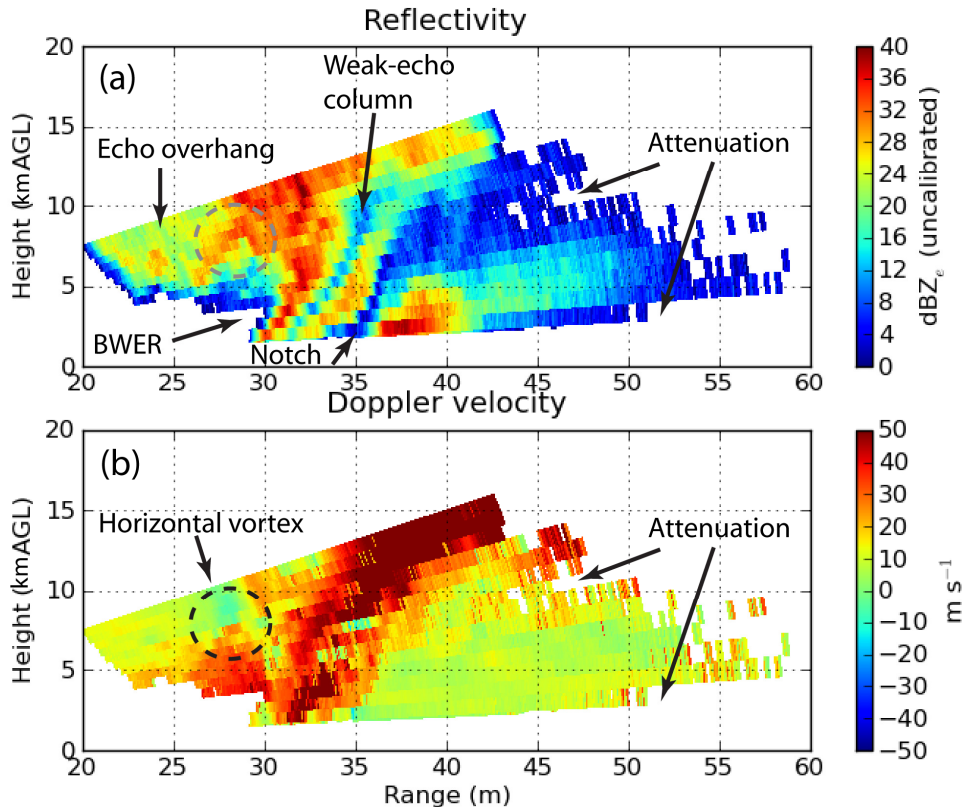 Reflectivity
(a)
Weak-echo
column
Echo overhang
Attenuation
BWER
Notch
Height (kmAGL)
20
15
10
5
0
20 25 30 35 40 45 50 55 60
40
36
32
28
24
20
16
12
8
4
0
dBZe (uncalibrated)
Doppler velocity
(b)
Horizontal vortex
Attenuation
Height (kmAGL)
20
15
10
5
0
20 25 30 35 40 45 50 55 60
Range (m)
50
40
30
20
10
0
−10
−20
−30
−40
−50
m s⁻¹